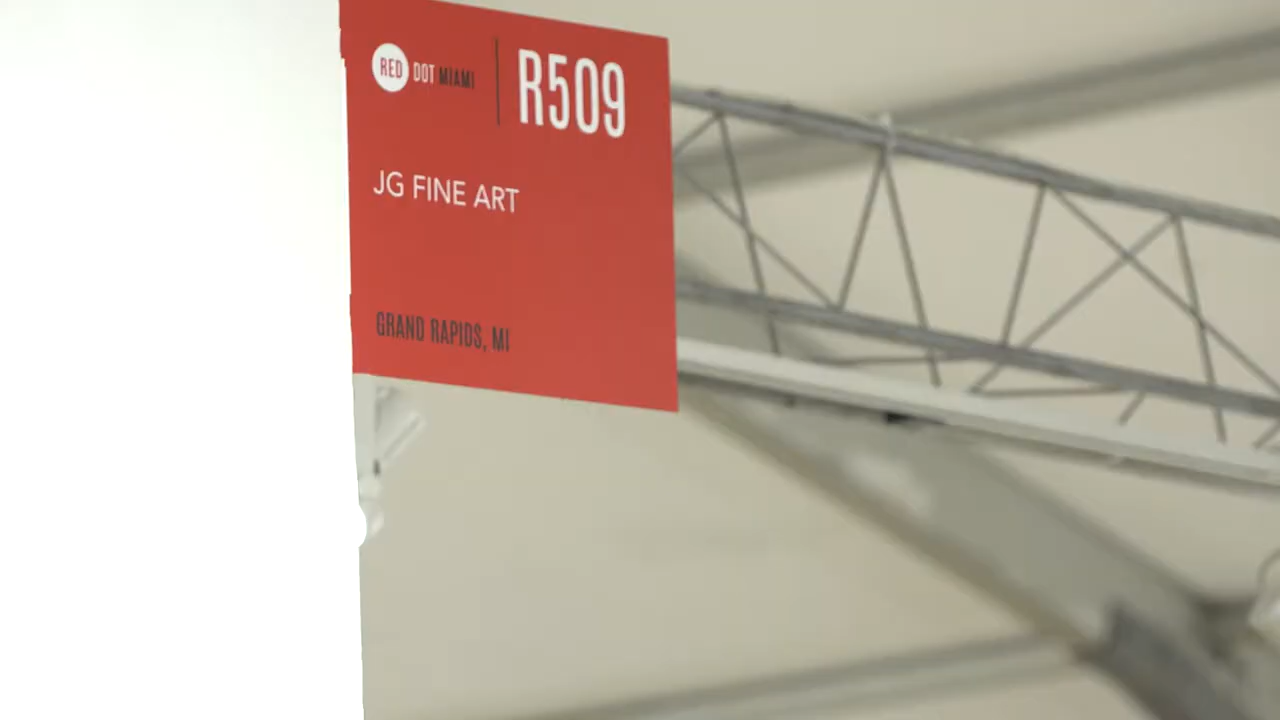 RED DOT MIAMI
R509
JG FINE ART
GRAND RAPIDS, MI